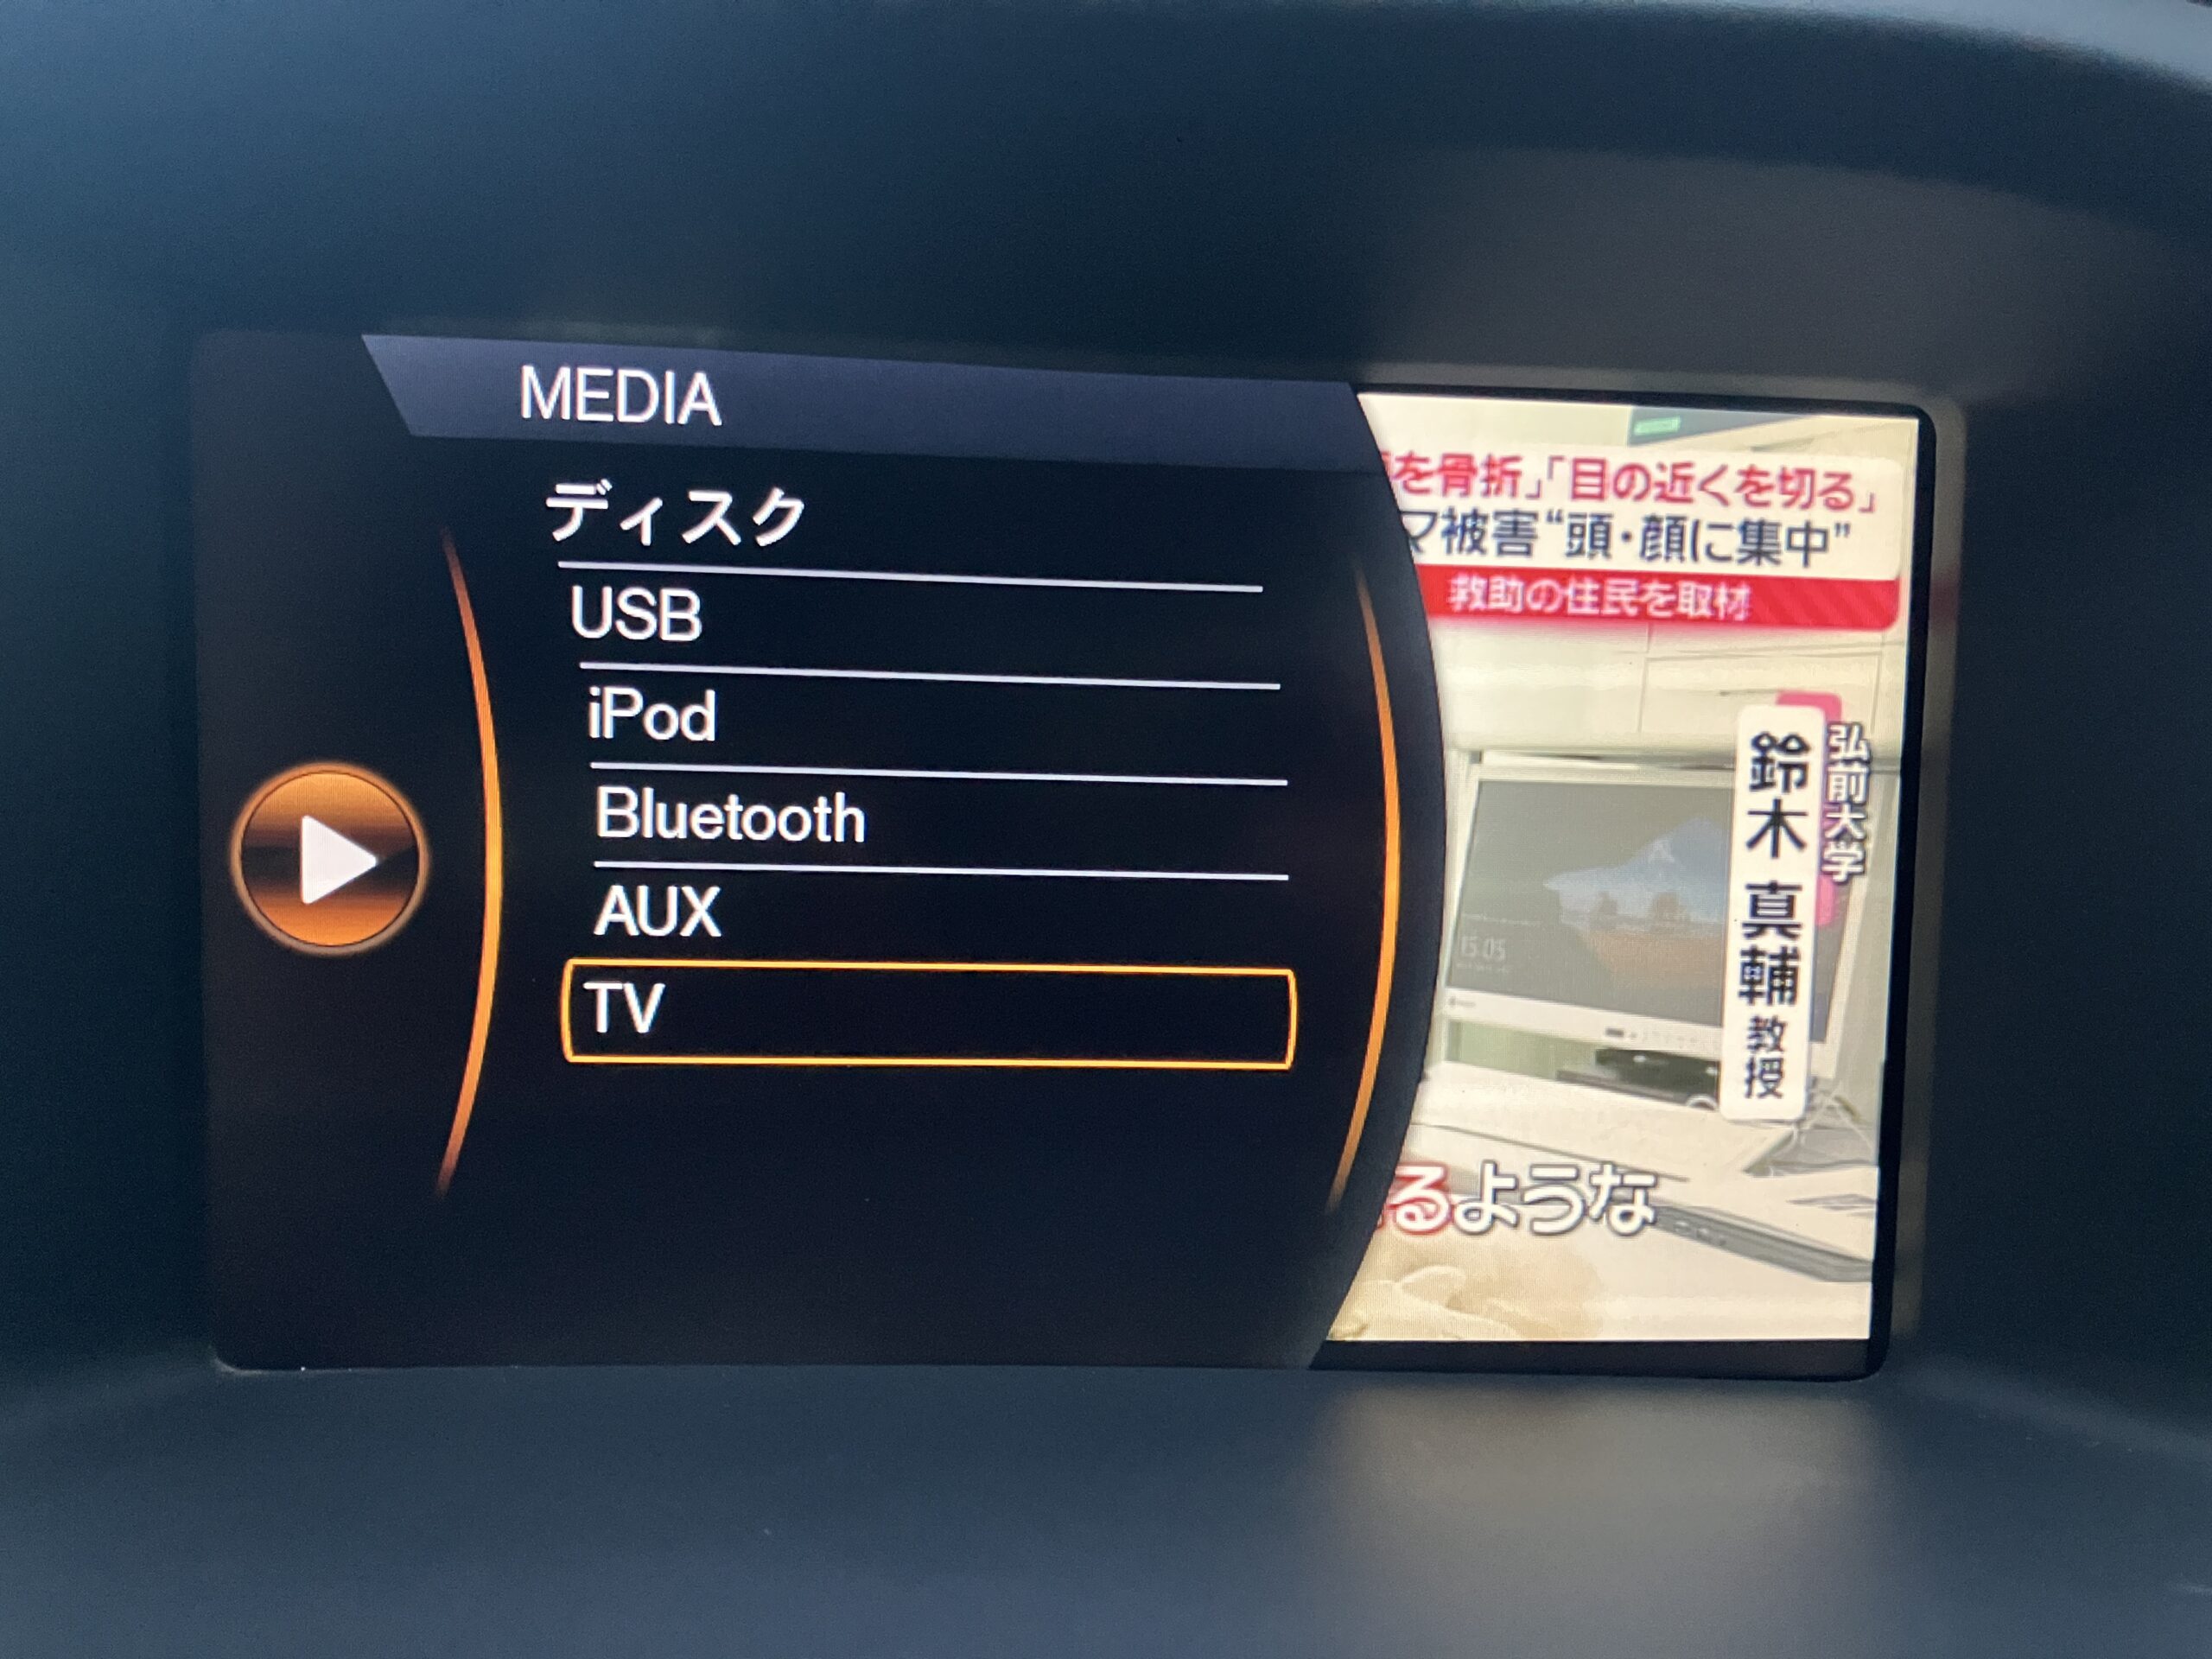 MEDIA
ディスク
USB
iPod
Bluetooth
AUX
TV
を骨折」「目の近くを切る」
マ被害“頭・顔に集中”
救助の住民を取材
弘前大学
鈴木 真輔 教授
15:05
るような